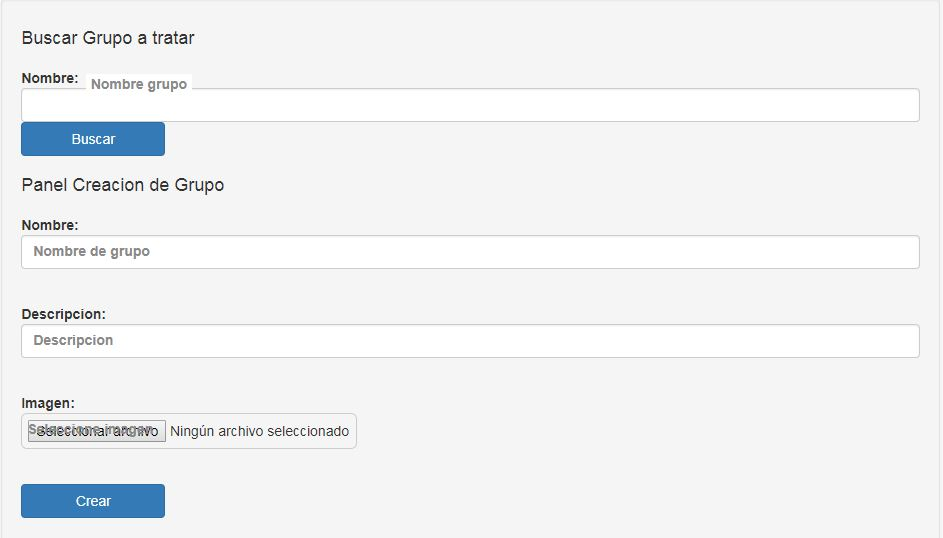 Buscar Grupo a tratar
Nombre:
Nombre grupo
Buscar
Panel Creacion de Grupo
Nombre:
Nombre de grupo
Descripcion:
Descripcion
Imagen:
Seleccione imagen
Seleccionar archivo Ningún archivo seleccionado
Crear